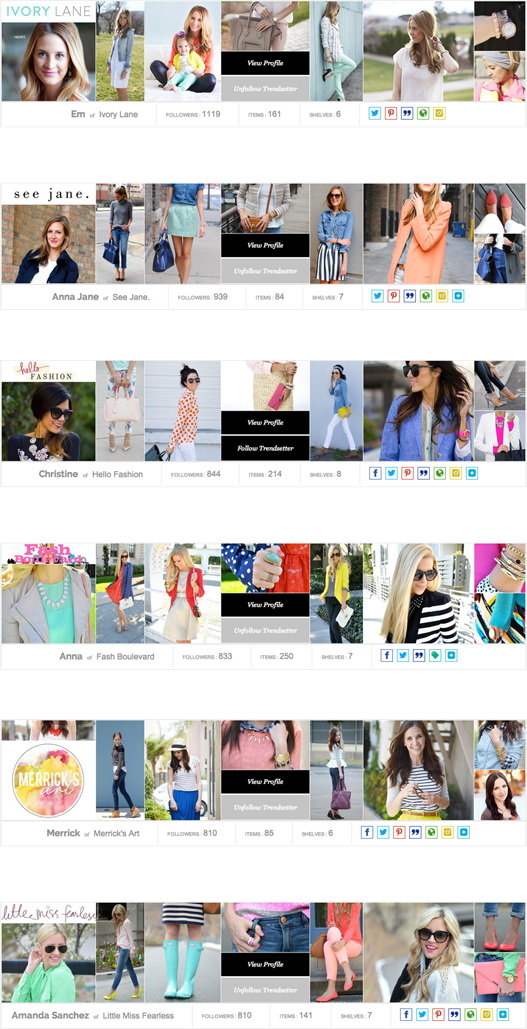 IVORY LANE
HEART.
View Profile
Unfollow Trendsetter
Em of Ivory Lane
FOLLOWERS : 1119
ITEMS : 161
SHELVES : 6
see jane.
View Profile
Unfollow Trendsetter
Anna Jane of See Jane.
FOLLOWERS : 939
ITEMS : 84
SHELVES : 7
hello
FASHION
View Profile
Follow Trendsetter
Christine of Hello Fashion
FOLLOWERS : 844
ITEMS : 214
SHELVES : 8
Fash
Boulevard
View Profile
Unfollow Trendsetter
Anna of Fash Boulevard
FOLLOWERS : 833
ITEMS : 250
SHELVES : 7
MERRICK'S
art
View Profile
Unfollow Trendsetter
Merrick of Merrick's Art
FOLLOWERS : 810
ITEMS : 85
SHELVES : 6
little miss fearless
View Profile
Unfollow Trendsetter
Amanda Sanchez of Little Miss Fearless
FOLLOWERS : 810
ITEMS : 141
SHELVES : 7